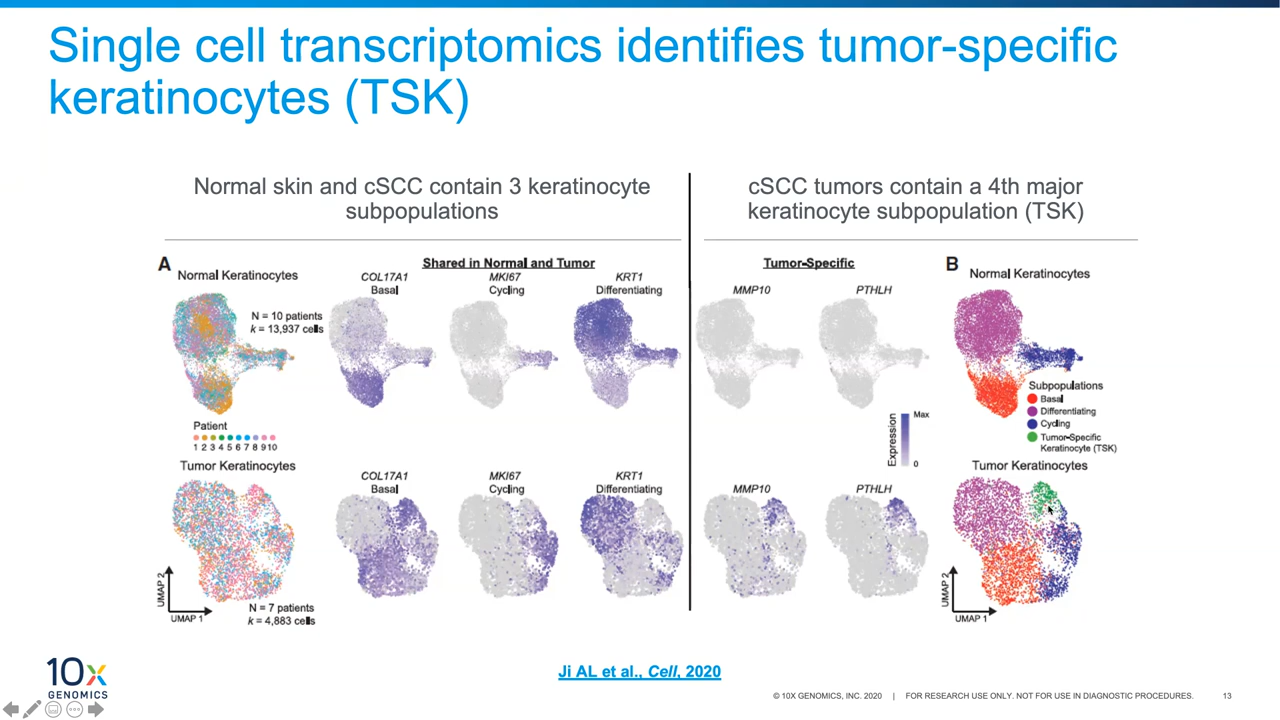 Single cell transcriptomics identifies tumor-specific
keratinocytes (TSK)
Normal skin and cSCC contain 3 keratinocyte
subpopulations
cSCC tumors contain a 4th major
keratinocyte subpopulation (TSK)
A
Normal Keratinocytes
N = 10 patients
k = 13,937 cells
Shared in Normal and Tumor
COL17A1
Basal
MKI67
Cycling
KRT1
Differentiating
Tumor-Specific
MMP10
PTHLH
B
Normal Keratinocytes
Patient
1 2 3 4 5 6 7 8 9 10
Expression
Max
0
Subpopulations
Basal
Differentiating
Cycling
Tumor-Specific
Keratinocyte (TSK)
Tumor Keratinocytes
COL17A1
Basal
MKI67
Cycling
KRT1
Differentiating
MMP10
PTHLH
Tumor Keratinocytes
UMAP 2
UMAP 1
N = 7 patients
k = 4,883 cells
UMAP 2
UMAP 1
Ji AL et al., Cell, 2020
10x
GENOMICS
© 10X GENOMICS, INC. 2020 | FOR RESEARCH USE ONLY. NOT FOR USE IN DIAGNOSTIC PROCEDURES.
13